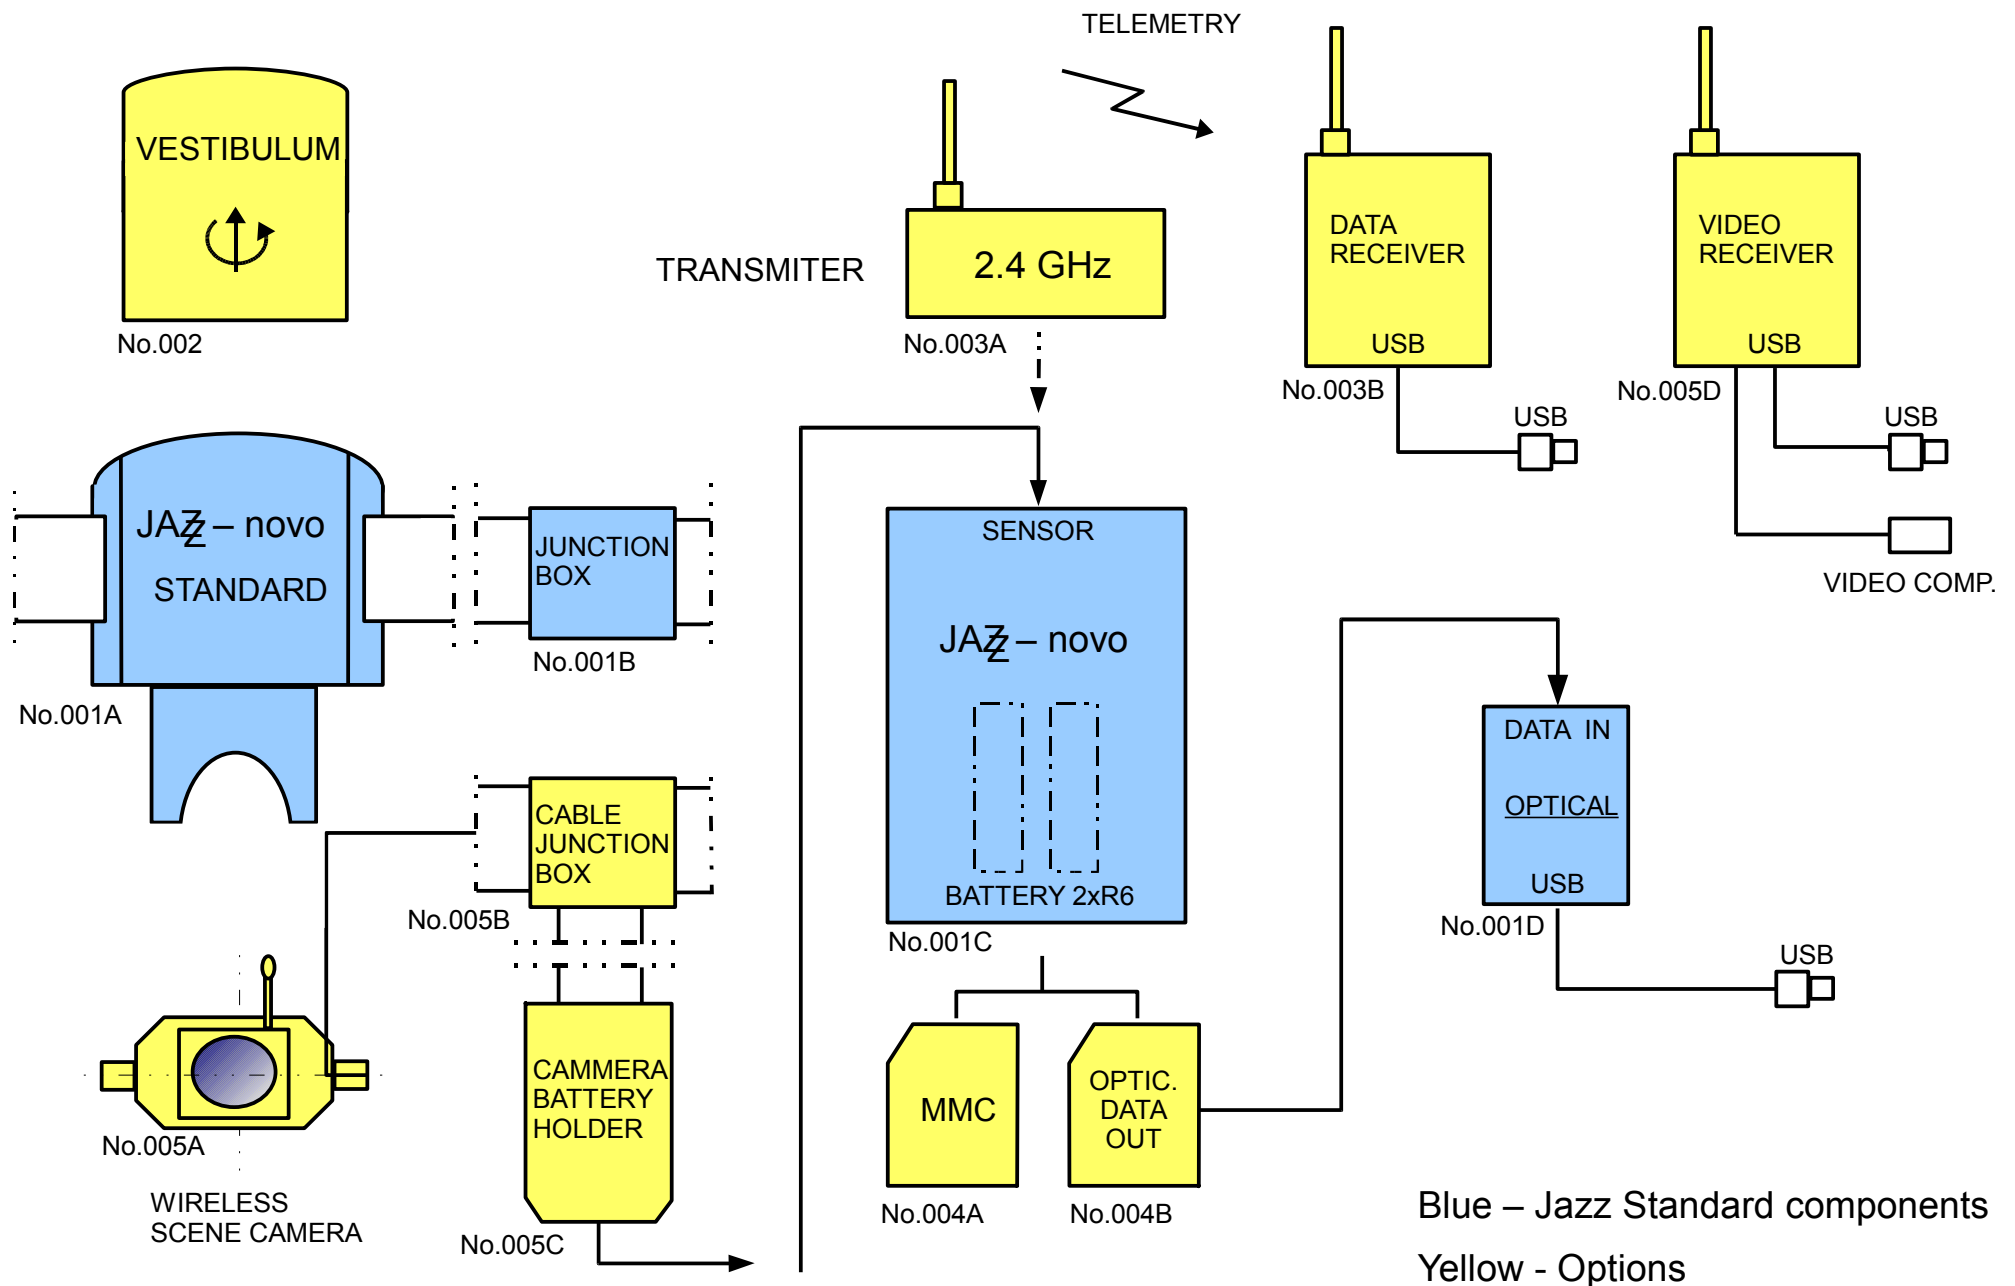 TELEMETRY
VESTIBULUM
No.002
TRANSMITER
2.4 GHz
No.003A
DATA
RECEIVER
USB
No.003B
USB
VIDEO
RECEIVER
USB
No.005D
USB
VIDEO COMP.
JAZZ – novo
STANDARD
No.001A
JUNCTION
BOX
No.001B
SENSOR
JAZZ – novo
BATTERY 2xR6
No.001C
DATA IN
OPTICAL
USB
No.001D
USB
CABLE
JUNCTION
BOX
No.005B
No.005A
WIRELESS
SCENE CAMERA
CAMMERA
BATTERY
HOLDER
No.005C
MMC
No.004A
OPTIC.
DATA
OUT
No.004B
Blue – Jazz Standard components
Yellow - Options